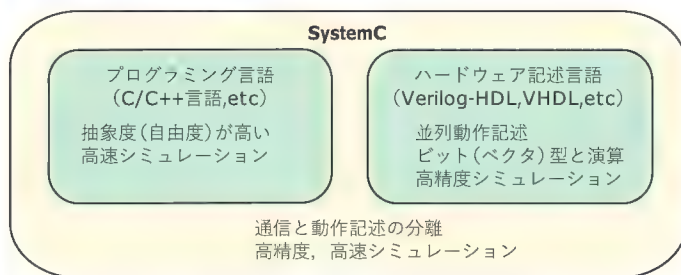 SystemC
プログラミング言語
（C/C++言語,etc）
抽象度（自由度）が高い
高速シミュレーション
ハードウェア記述言語
（Verilog-HDL,VHDL,etc）
並列動作記述
ビット（ベクタ）型と演算
高精度シミュレーション
通信と動作記述の分離
高精度，高速シミュレーション